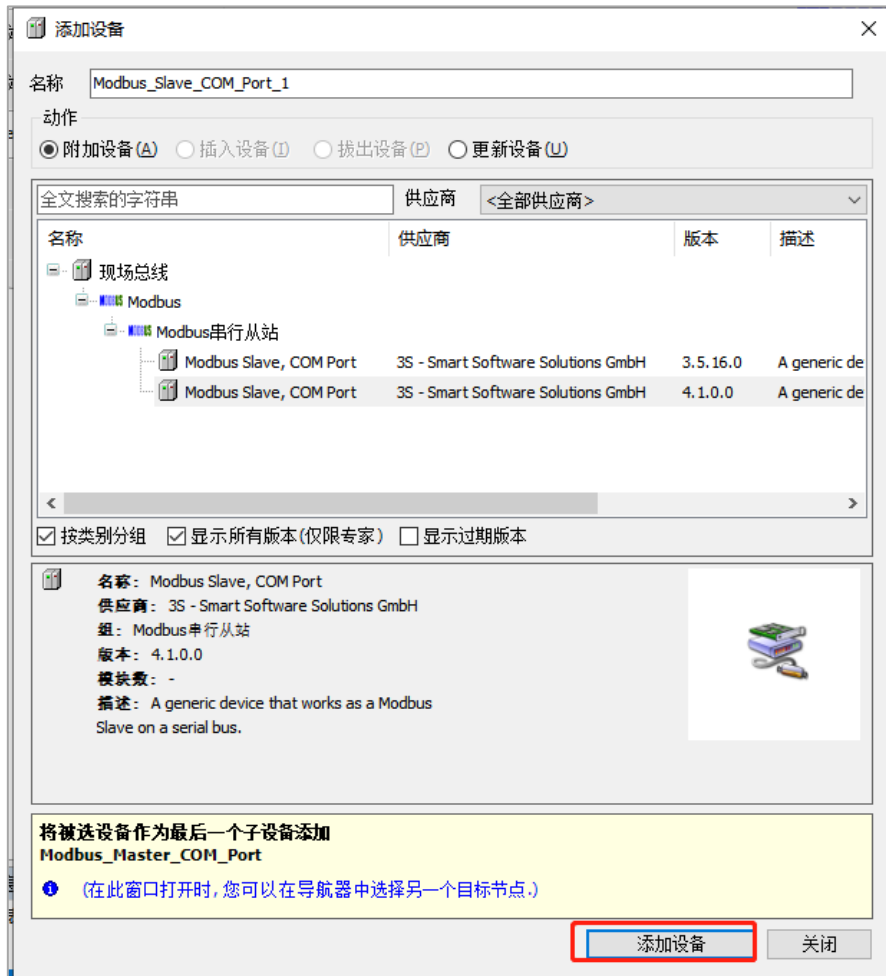 添加设备
名称 Modbus_Slave_COM_Port_1
动作
附加设备(A) 插入设备(I) 拔出设备(P) 更新设备(U)
全文搜索的字符串 供应商 <全部供应商>
名称 供应商 版本 描述
现场总线
MODBUS Modbus
MODBUS Modbus串行从站
Modbus Slave, COM Port 3S - Smart Software Solutions GmbH 3.5.16.0 A generic de
Modbus Slave, COM Port 3S - Smart Software Solutions GmbH 4.1.0.0 A generic de
按类别分组 显示所有版本(仅限专家) 显示过期版本
名称: Modbus Slave, COM Port
供应商: 3S - Smart Software Solutions GmbH
组: Modbus串行从站
版本: 4.1.0.0
模块数: -
描述: A generic device that works as a Modbus
Slave on a serial bus.
将被选设备作为最后一个子设备添加
Modbus_Master_COM_Port
(在此窗口打开时,您可以在导航器中选择另一个目标节点.)
添加设备 关闭